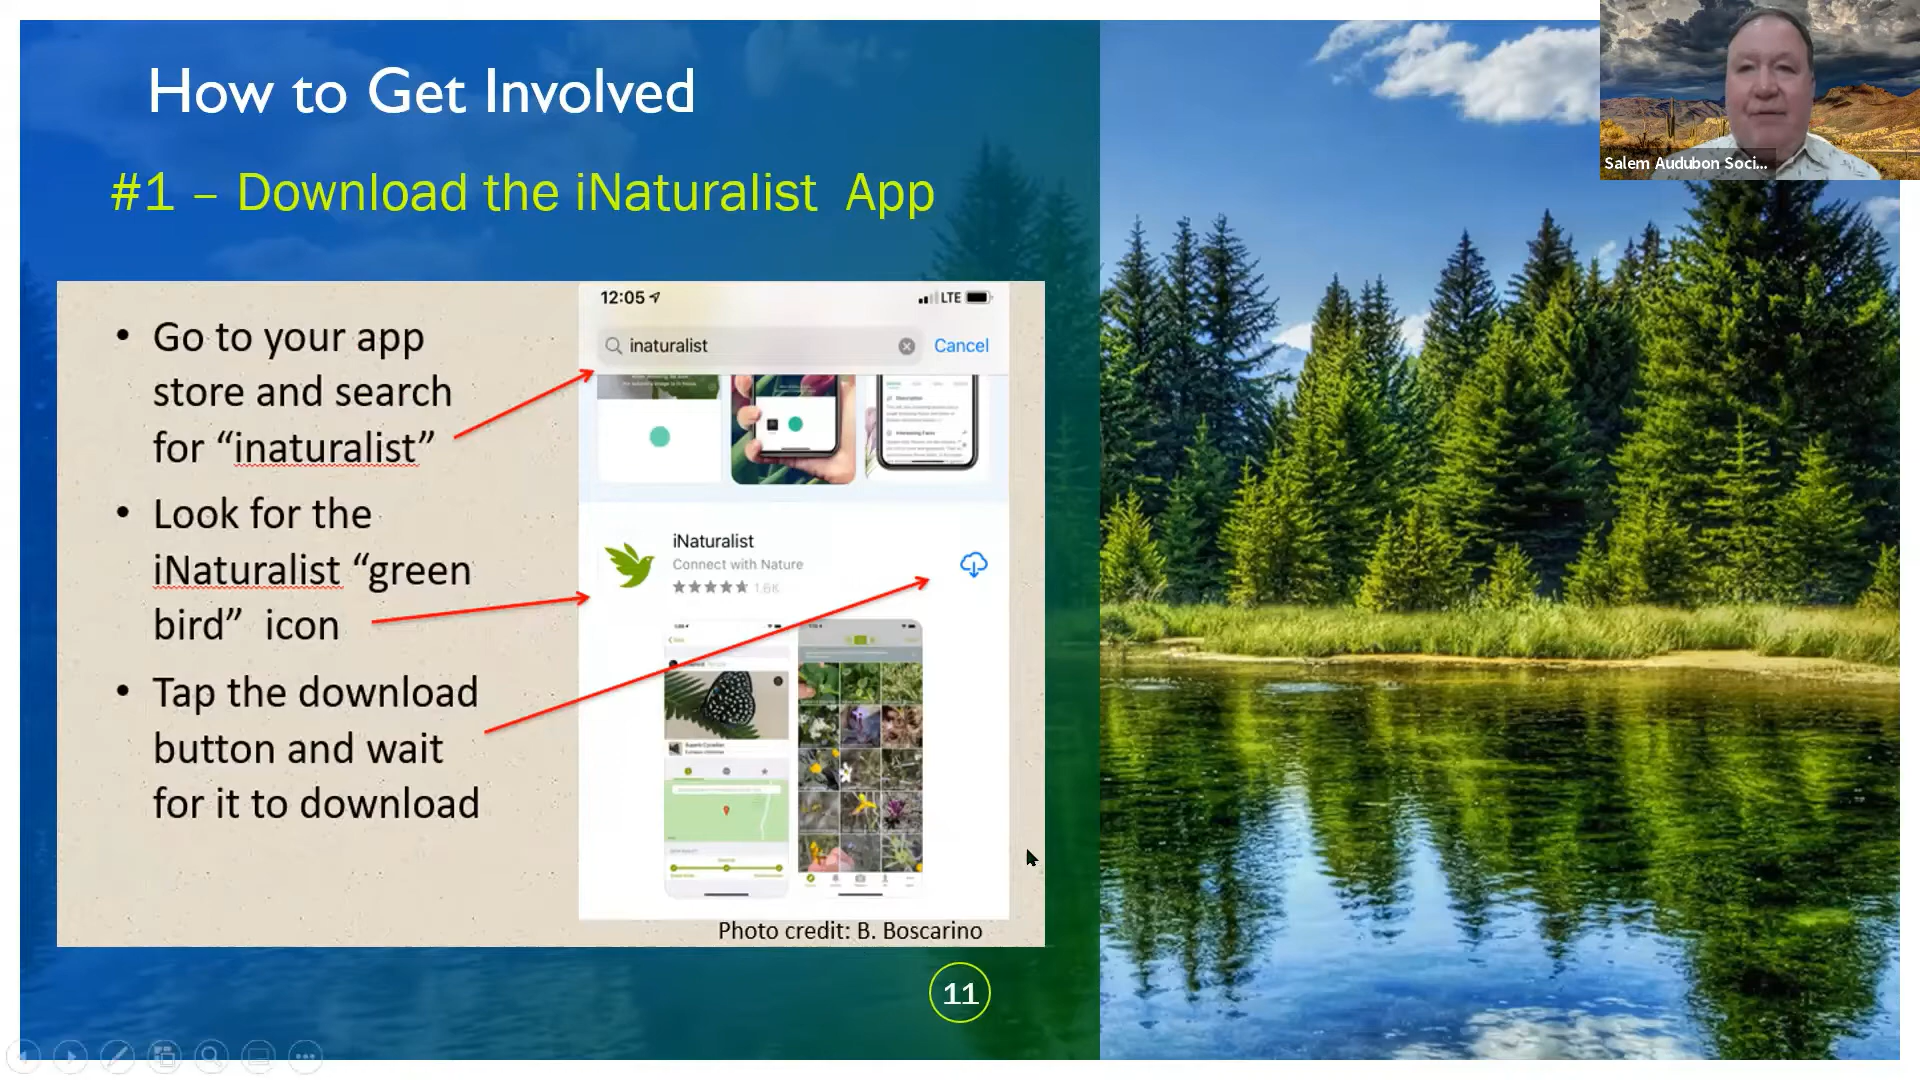 How to Get Involved
#1 – Download the iNaturalist App
• Go to your app
store and search
for “inaturalist”
• Look for the
iNaturalist “green
bird” icon
• Tap the download
button and wait
for it to download
12:05
LTE
inaturalist
Cancel
Description
iNaturalist
Connect with Nature
1.6K
Photo credit: B. Boscarino
11
Salem Audubon Soci...